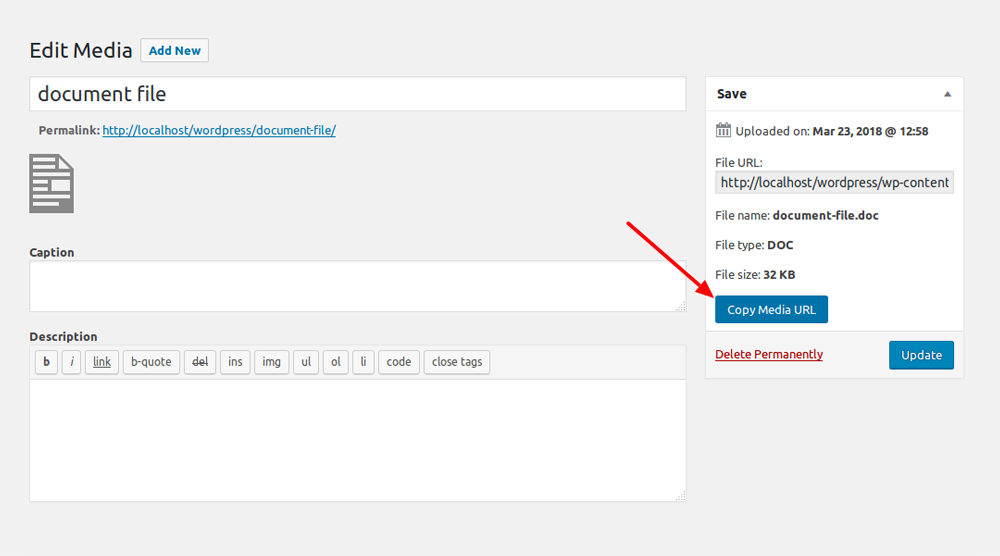 Edit Media Add New
document file
Permalink: http://localhost/wordpress/document-file/
Caption
Description
b i link b-quote del ins img ul ol li code close tags
Save
Uploaded on: Mar 23, 2018 @ 12:58
File URL:
http://localhost/wordpress/wp-content
File name: document-file.doc
File type: DOC
File size: 32 KB
Copy Media URL
Delete Permanently Update